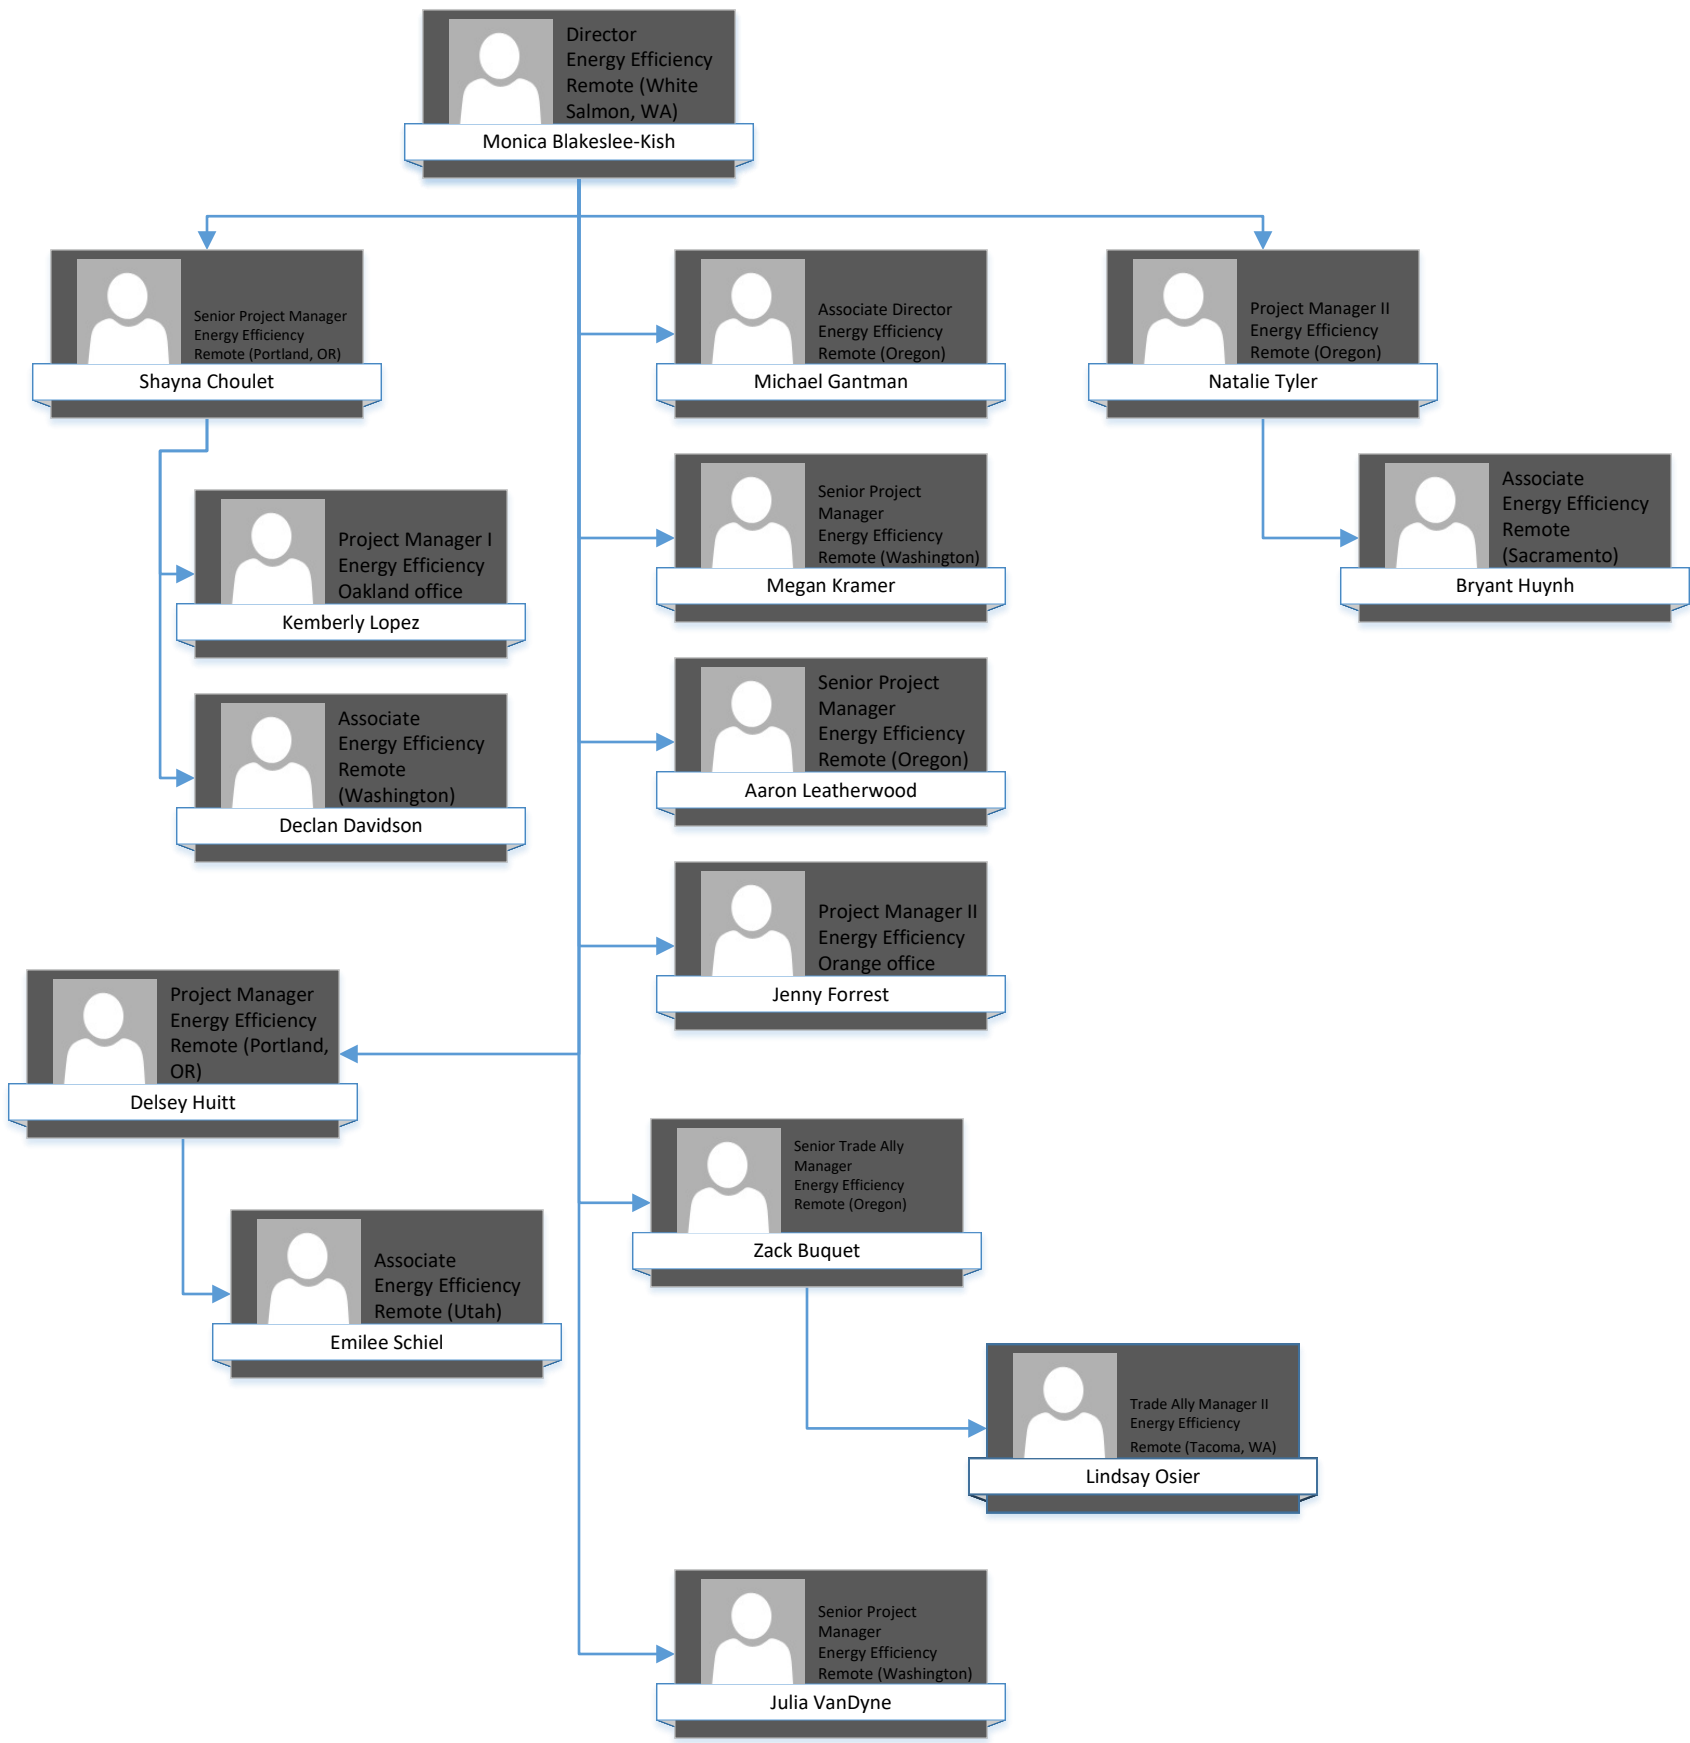 Director
Energy Efficiency
Remote (White
Salmon, WA)
Monica Blakeslee-Kish
Senior Project Manager
Energy Efficiency
Remote (Portland, OR)
Shayna Choulet
Associate Director
Energy Efficiency
Remote (Oregon)
Michael Gantman
Project Manager II
Energy Efficiency
Remote (Oregon)
Natalie Tyler
Project Manager I
Energy Efficiency
Oakland office
Kemberly Lopez
Senior Project
Manager
Energy Efficiency
Remote (Washington)
Megan Kramer
Associate
Energy Efficiency
Remote
(Sacramento)
Bryant Huynh
Associate
Energy Efficiency
Remote
(Washington)
Declan Davidson
Senior Project
Manager
Energy Efficiency
Remote (Oregon)
Aaron Leatherwood
Project Manager II
Energy Efficiency
Orange office
Jenny Forrest
Project Manager
Energy Efficiency
Remote (Portland,
OR)
Delsey Huitt
Senior Trade Ally
Manager
Energy Efficiency
Remote (Oregon)
Zack Buquet
Associate
Energy Efficiency
Remote (Utah)
Emilee Schiel
Trade Ally Manager II
Energy Efficiency
Remote (Tacoma, WA)
Lindsay Osier
Senior Project
Manager
Energy Efficiency
Remote (Washington)
Julia VanDyne